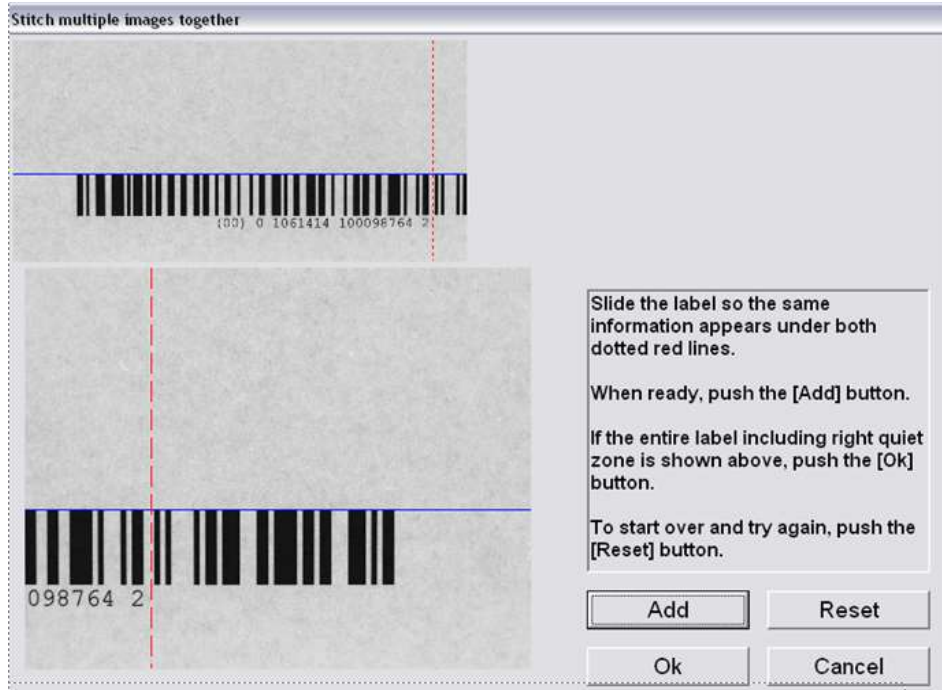 Stitch multiple images together
(00) 0 1061414 100098764 2
098764 2
Slide the label so the same
information appears under both
dotted red lines.
When ready, push the [Add] button.
If the entire label including right quiet
zone is shown above, push the [Ok]
button.
To start over and try again, push the
[Reset] button.
Add
Reset
Ok
Cancel